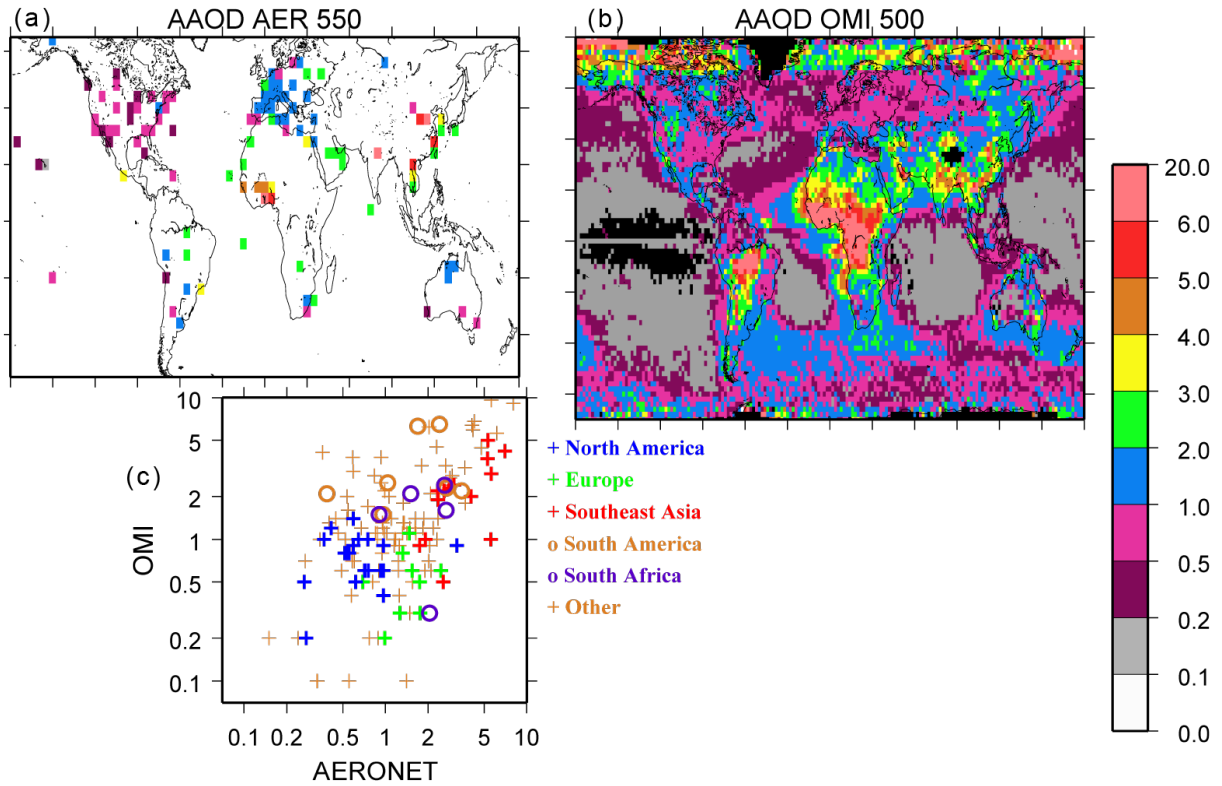 (a) AAOD AER 550
(b) AAOD OMI 500
20.0
6.0
5.0
4.0
3.0
2.0
1.0
0.5
0.2
0.1
0.0
(c)
OMI
10
5
2
1
0.5
0.2
0.1
0.1 0.2 0.5 1 2 5 10
AERONET
+ North America
+ Europe
+ Southeast Asia
o South America
o South Africa
+ Other